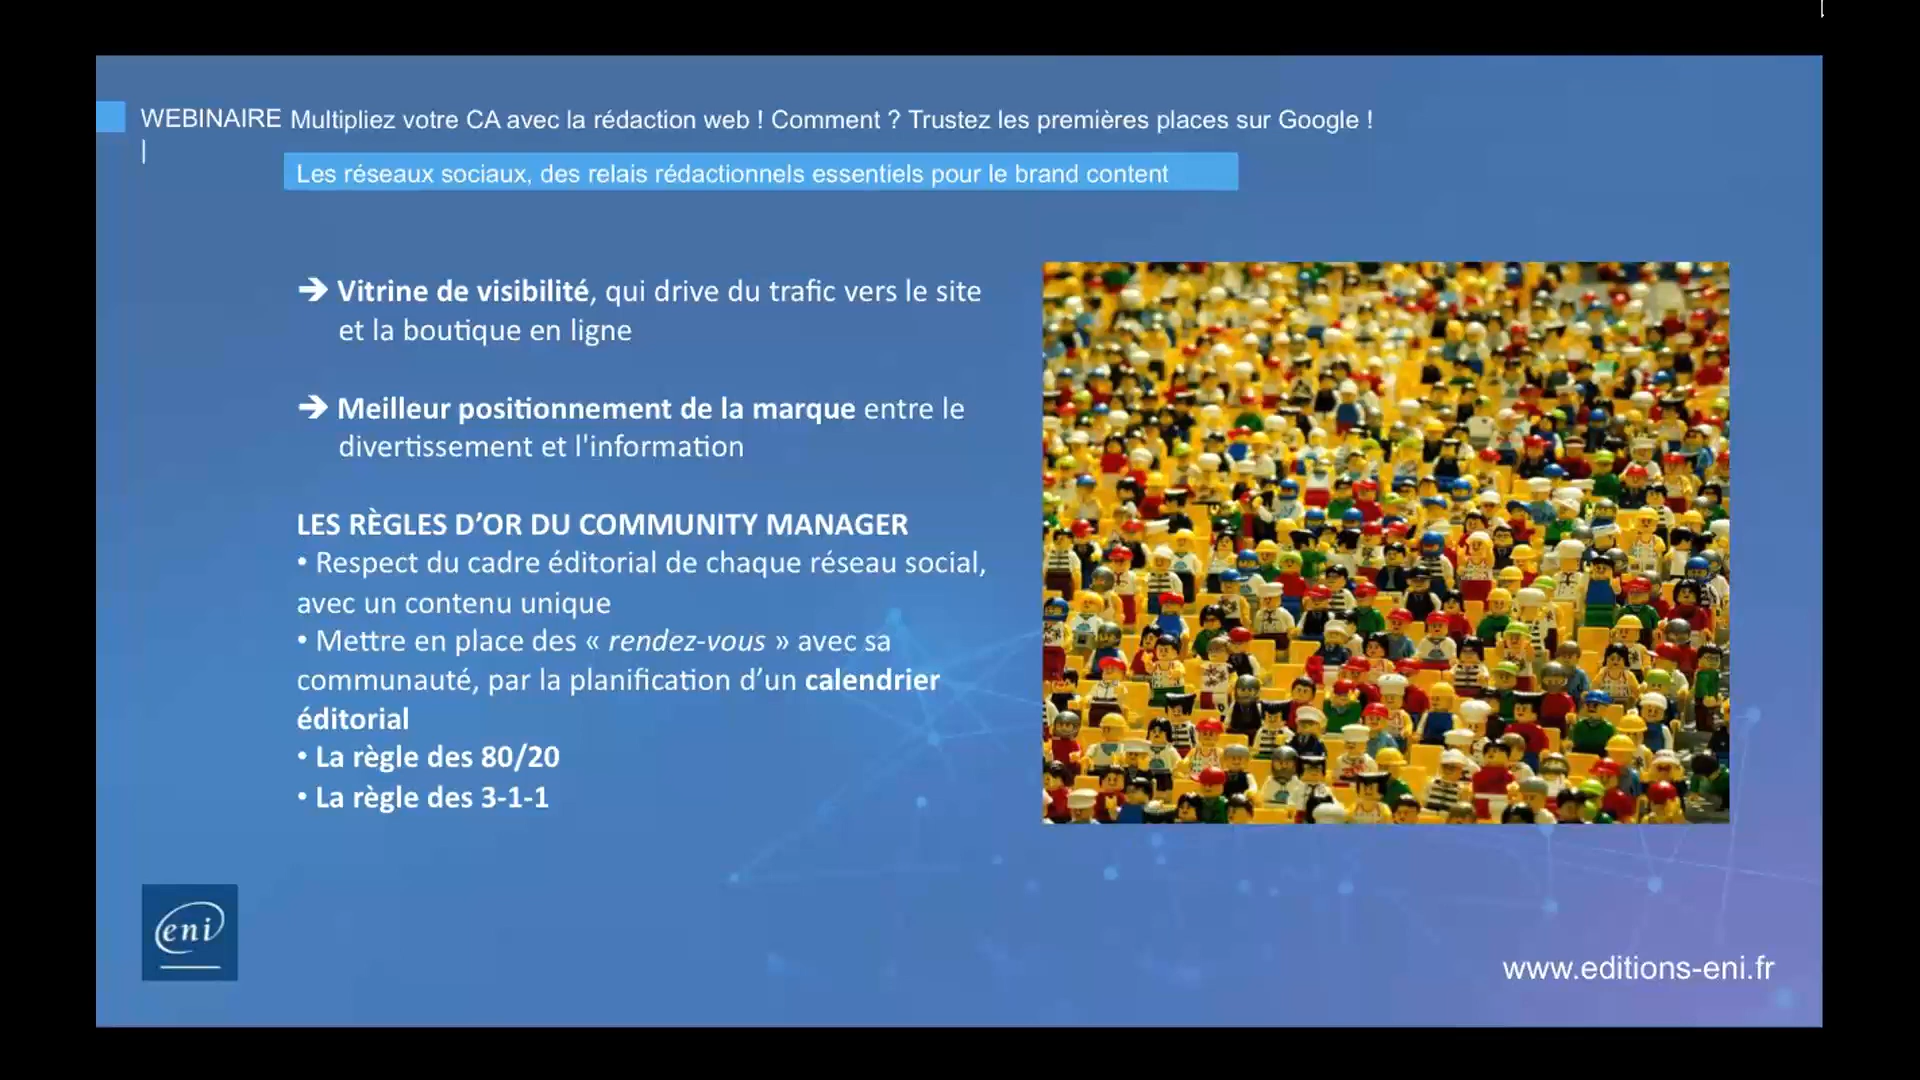 WEBINAIRE Multipliez votre CA avec la rédaction web ! Comment ? Trustez les premières places sur Google !
Les réseaux sociaux, des relais rédactionnels essentiels pour le brand content
➔ Vitrine de visibilité, qui drive du trafic vers le site
et la boutique en ligne
➔ Meilleur positionnement de la marque entre le
divertissement et l'information
LES RÈGLES D’OR DU COMMUNITY MANAGER
• Respect du cadre éditorial de chaque réseau social,
avec un contenu unique
• Mettre en place des « rendez-vous » avec sa
communauté, par la planification d’un calendrier
éditorial
• La règle des 80/20
• La règle des 3-1-1
eni
www.editions-eni.fr